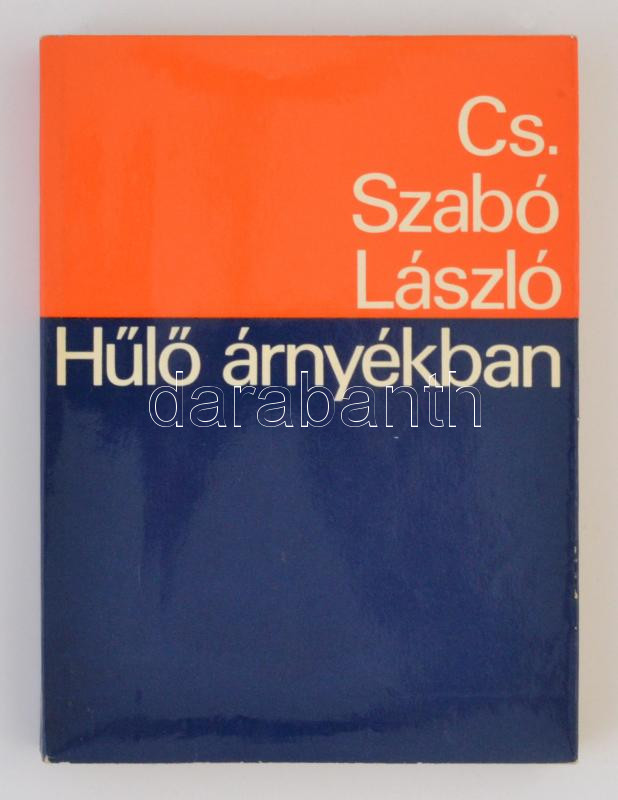 Cs.
Szabó
László
Hűlő árnyékban
darabanth